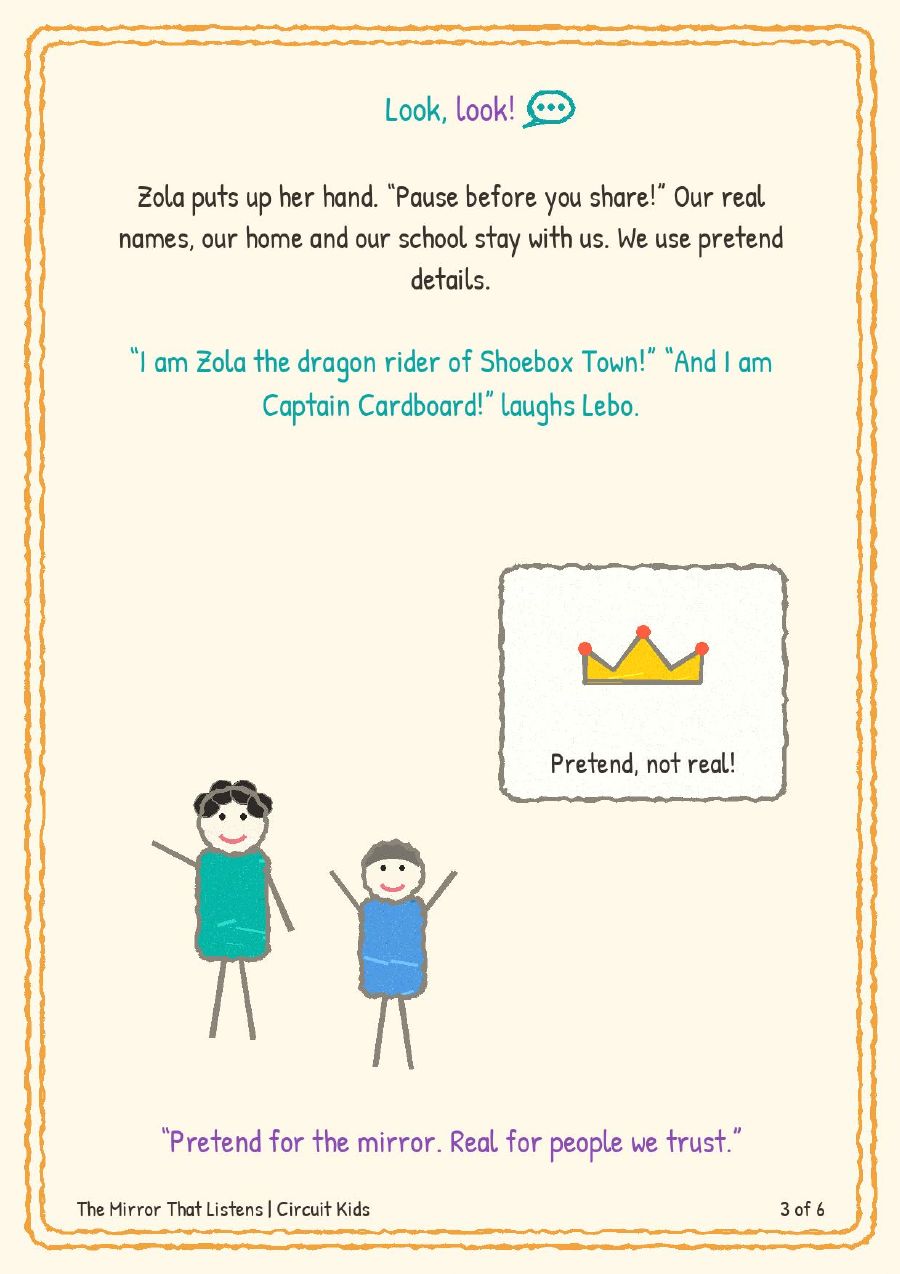 Look, look!
Zola puts up her hand. “Pause before you share!” Our real
names, our home and our school stay with us. We use pretend
details.
“I am Zola the dragon rider of Shoebox Town!” “And I am
Captain Cardboard!” laughs Lebo.
Pretend, not real!
“Pretend for the mirror. Real for people we trust.”
The Mirror That Listens | Circuit Kids
3 of 6